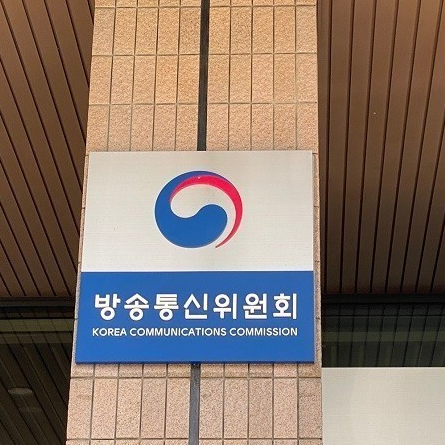 방송통신위원회
KOREA COMMUNICATIONS COMMISSION